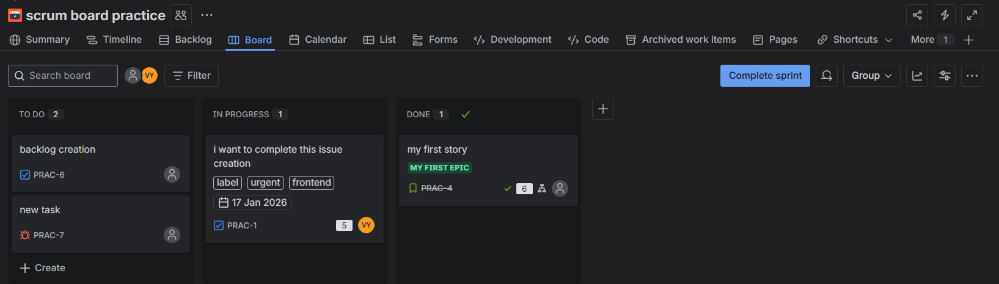 scrum board practice
Summary
Timeline
Backlog
Board
Calendar
List
Forms
Development
Code
Archived work items
Pages
Shortcuts
More 1
Search board
VY
Filter
Complete sprint
Group
TO DO 2
backlog creation
PRAC-6
new task
PRAC-7
Create
IN PROGRESS 1
i want to complete this issue
creation
label urgent frontend
17 Jan 2026
PRAC-1 5 VY
DONE 1
my first story
MY FIRST EPIC
PRAC-4 6